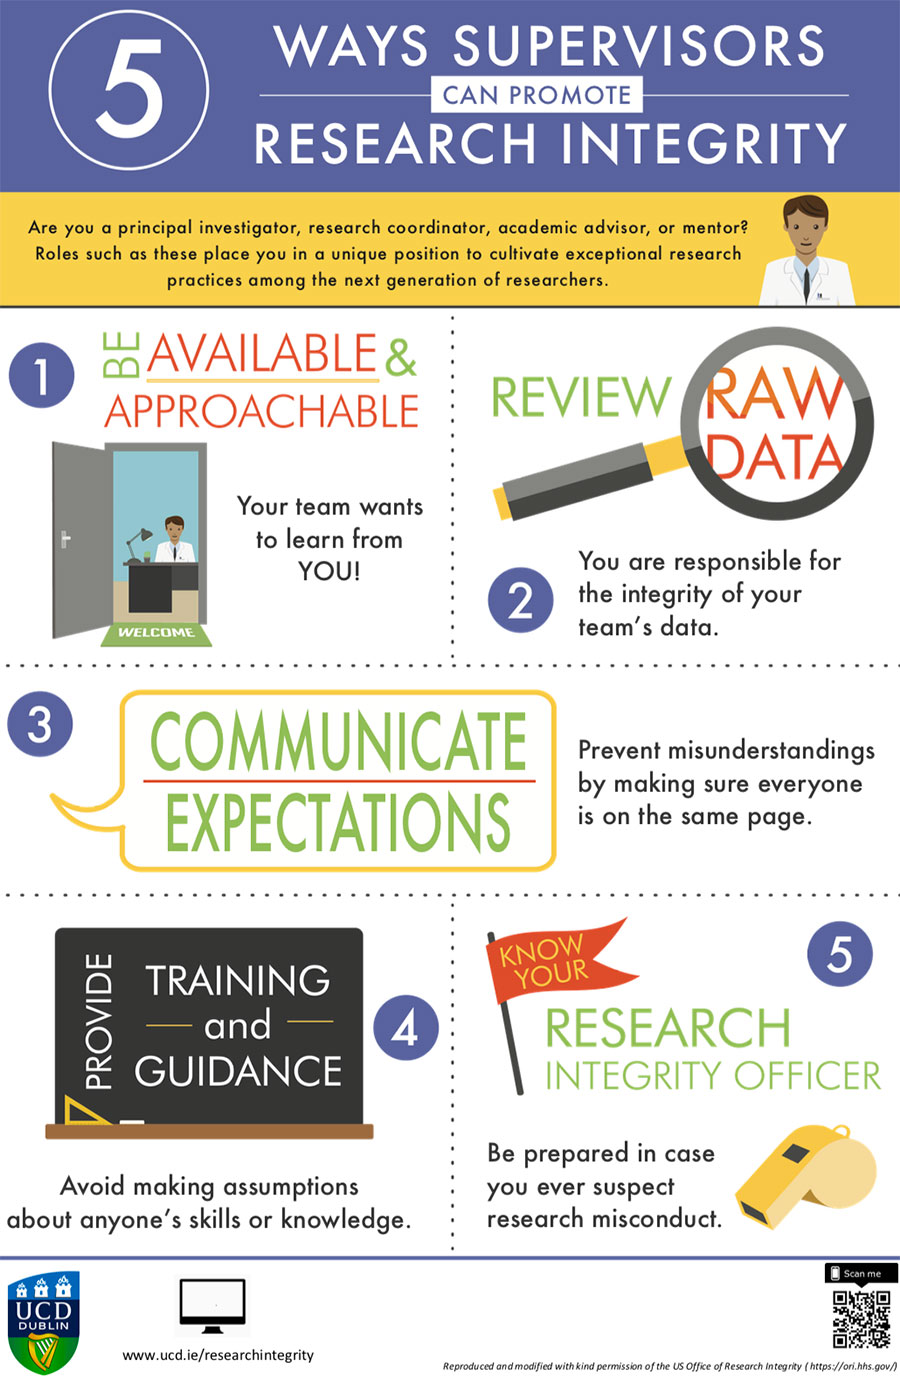 5
WAYS SUPERVISORS
CAN PROMOTE
RESEARCH INTEGRITY
Are you a principal investigator, research coordinator, academic advisor, or mentor?
Roles such as these place you in a unique position to cultivate exceptional research
practices among the next generation of researchers.
1
BE AVAILABLE &
APPROACHABLE
Your team wants
to learn from
YOU!
WELCOME
REVIEW RAW
DATA
2
You are responsible for
the integrity of your
team's data.
3
COMMUNICATE
EXPECTATIONS
Prevent misunderstandings
by making sure everyone
is on the same page.
PROVIDE
TRAINING
and
GUIDANCE
4
Avoid making assumptions
about anyone's skills or knowledge.
KNOW
YOUR
5
RESEARCH
INTEGRITY OFFICER
Be prepared in case
you ever suspect
research misconduct.
UCD
DUBLIN
www.ucd.ie/researchintegrity
Scan me
Reproduced and modified with kind permission of the US Office of Research Integrity ( https://ori.hhs.gov/)